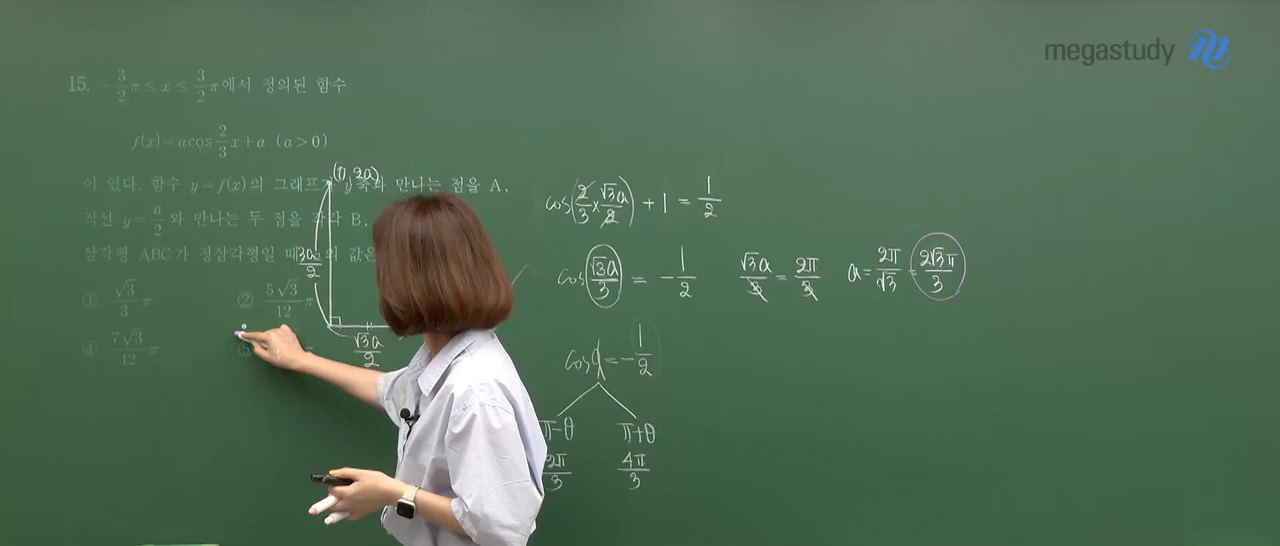 megastudy
15. -3/2 π ≤ x ≤ 3/2 π에서 정의된 함수
f(x)=acos 2/3 x+a (a>0)
이 있다. 함수 y=f(x)의 그래프가 y축과 만나는 점을 A,
직선 y=a/2 와 만나는 두 점을 각각 B,
삼각형 ABC가 정삼각형일 때, 의 값은
① √3/3 π
② 5√3/12 π
④ 7√3/12 π
⑤ π
(0, 2a)
3a/2
√3a/2
cos(2/3 × √3a/2) + 1 = 1/2
cos √3a/3 = -1/2
√3a/3 = 2π/3
a = 2π/√3 = 2√3π/3
cos = -1/2
π-θ π+θ
2π/3 4π/3